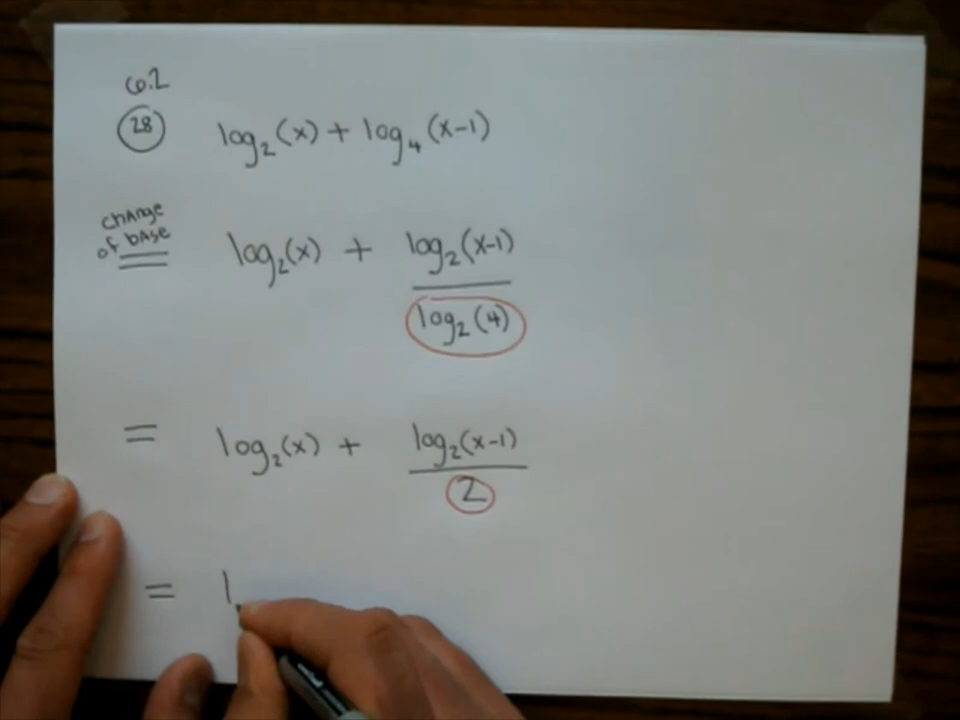 6.2
28 log₂(x) + log₄(x-1)
change of base
= log₂(x) + log₂(x-1) / log₂(4)
= log₂(x) + log₂(x-1) / 2
= l